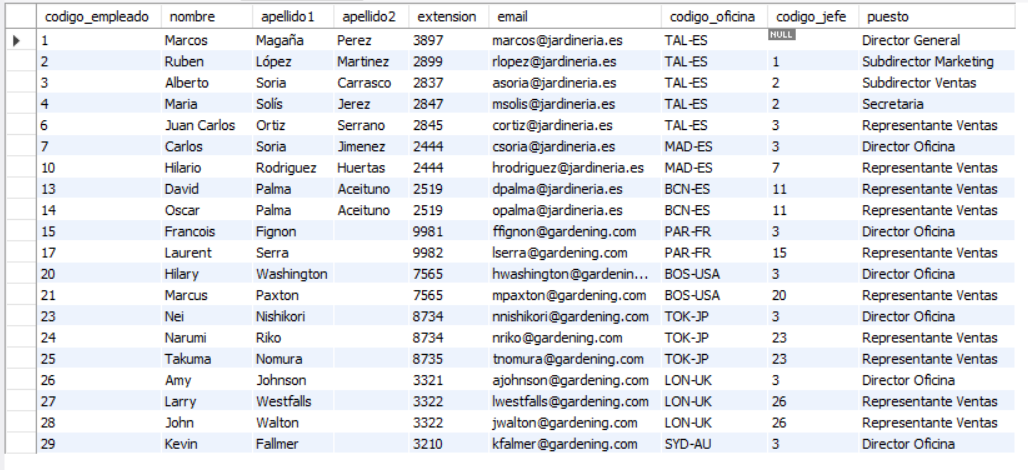 codigo_empleado nombre apellido1 apellido2 extension email codigo_oficina codigo_jefe puesto
1 Marcos Magaña Perez 3897 marcos@jardineria.es TAL-ES NULL Director General
2 Ruben López Martinez 2899 rlopez@jardineria.es TAL-ES 1 Subdirector Marketing
3 Alberto Soria Carrasco 2837 asoria@jardineria.es TAL-ES 2 Subdirector Ventas
4 Maria Solís Jerez 2847 msolis@jardineria.es TAL-ES 2 Secretaria
6 Juan Carlos Ortiz Serrano 2845 cortiz@jardineria.es TAL-ES 3 Representante Ventas
7 Carlos Soria Jimenez 2444 csoria@jardineria.es MAD-ES 3 Director Oficina
10 Hilario Rodriguez Huertas 2444 hrodriguez@jardineria.es MAD-ES 7 Representante Ventas
13 David Palma Aceituno 2519 dpalma@jardineria.es BCN-ES 11 Representante Ventas
14 Oscar Palma Aceituno 2519 opalma@jardineria.es BCN-ES 11 Representante Ventas
15 Francois Fignon 9981 ffignon@gardening.com PAR-FR 3 Director Oficina
17 Laurent Serra 9982 lserra@gardening.com PAR-FR 15 Representante Ventas
20 Hilary Washington 7565 hwashington@gardenin... BOS-USA 3 Director Oficina
21 Marcus Paxton 7565 mpaxton@gardening.com BOS-USA 20 Representante Ventas
23 Nei Nishikori 8734 nnishikori@gardening.com TOK-JP 3 Director Oficina
24 Narumi Riko 8734 nriko@gardening.com TOK-JP 23 Representante Ventas
25 Takuma Nomura 8735 tnomura@gardening.com TOK-JP 23 Representante Ventas
26 Amy Johnson 3321 ajohnson@gardening.com LON-UK 3 Director Oficina
27 Larry Westfalls 3322 lwestfalls@gardening.com LON-UK 26 Representante Ventas
28 John Walton 3322 jwalton@gardening.com LON-UK 26 Representante Ventas
29 Kevin Fallmer 3210 kfalmer@gardening.com SYD-AU 3 Director Oficina